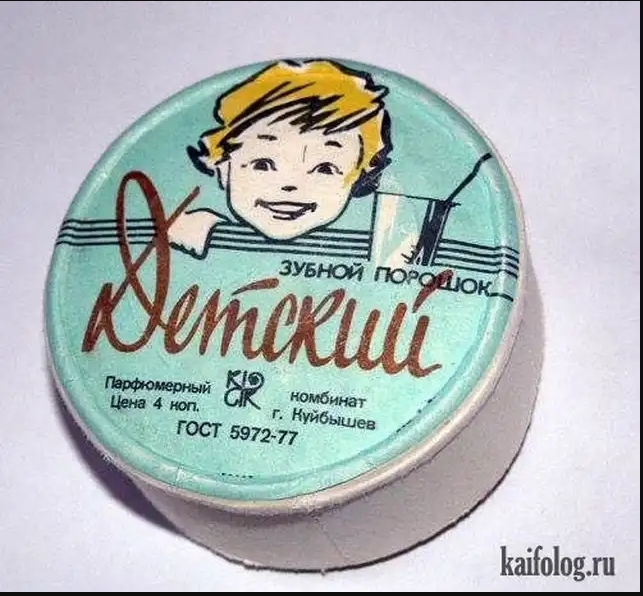 ЗУБНОЙ ПОРОШОК
Детский
Парфюмерный комбинат
Цена 4 коп. г. Куйбышев
ГОСТ 5972-77
kaifolog.ru